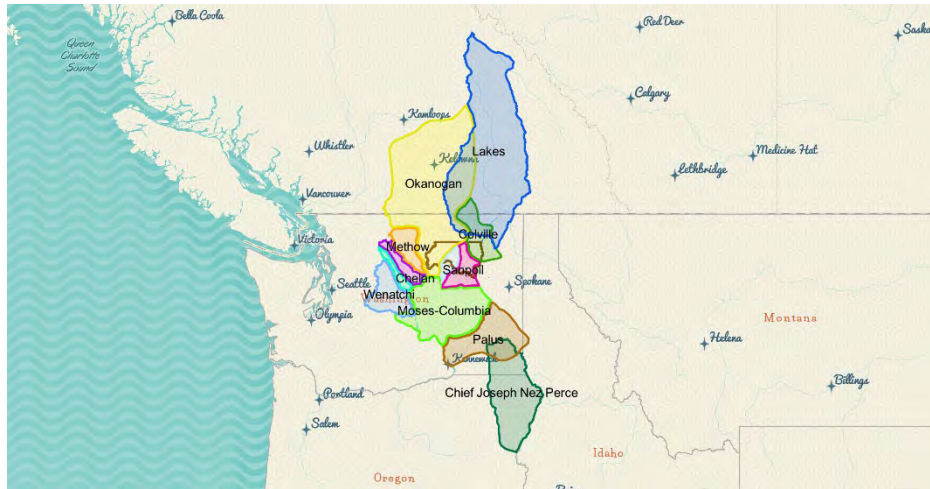 Bella Coola
Red Deer
Saska
Queen
Charlotte
Sound
Calgary
Kamloops
Whistler
Lakes
Medicine Hat
Kelowna
Lethbridge
Okanogan
Vancouver
Colville
Victoria
Methow
Sanpoil
Chelan
Seattle
Spokane
Wenatchi
Washington
Moses-Columbia
Olympia
Montana
Palus
Helena
Kennewick
Billings
Chief Joseph Nez Perce
Portland
Salem
Idaho
Oregon